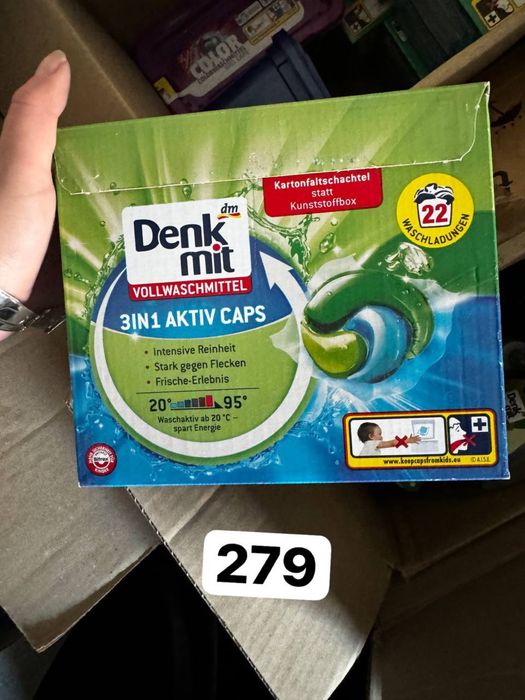 COLOR
Kartonfaltschachtel
statt
Kunststoffbox
22
WASCHLADUNGEN
dm
Denk
mit
VOLLWASCHMITTEL
3IN1 AKTIV CAPS
• Intensive Reinheit
• Stark gegen Flecken
• Frische-Erlebnis
20° 95°
Waschaktiv ab 20 °C –
spart Energie
www.keepcapsfromkids.eu
© A.I.S.E.
279